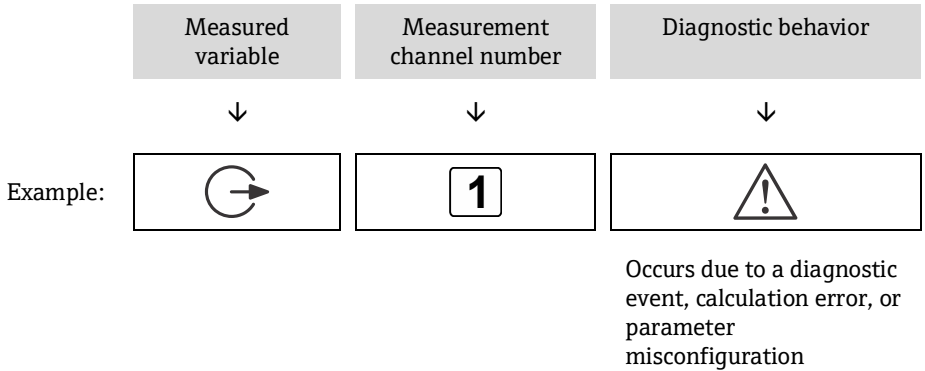 Measured
variable
Measurement
channel number
Diagnostic behavior
Example:
1
Occurs due to a diagnostic
event, calculation error, or
parameter
misconfiguration